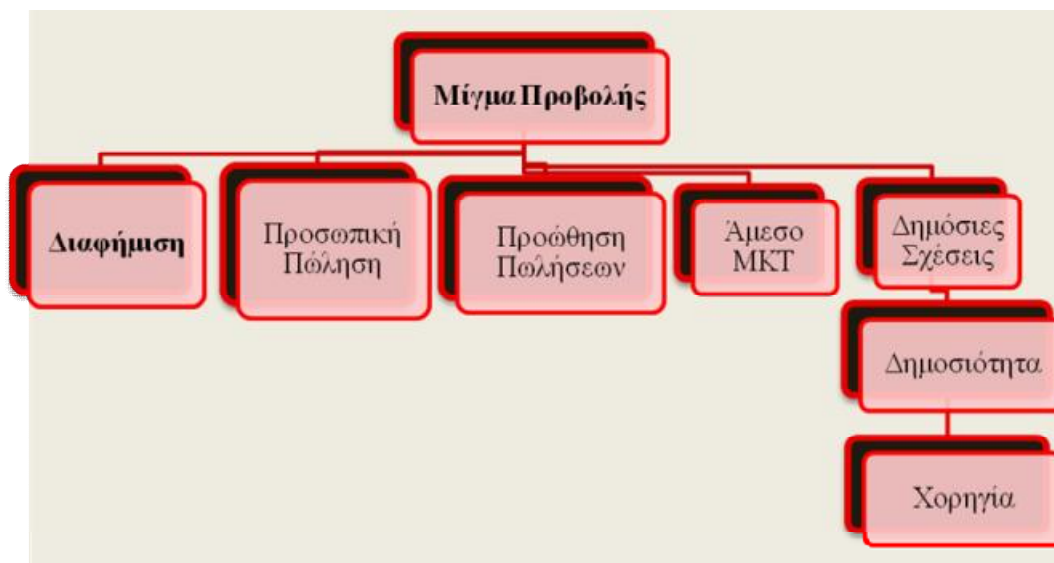 Μίγμα Προβολής
Διαφήμιση
Προσωπική
Πώληση
Προώθηση
Πωλήσεων
Άμεσο
ΜΚΤ
Δημόσιες
Σχέσεις
Δημοσιότητα
Χορηγία